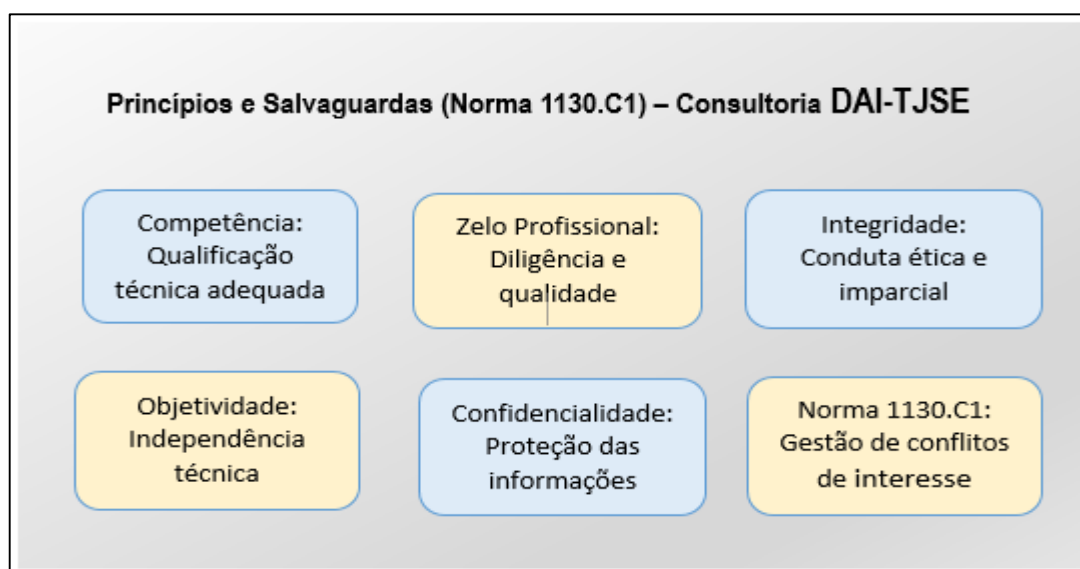 Princípios e Salvaguardas (Norma 1130.C1) – Consultoria DAI-TJSE
Competência:
Qualificação
técnica adequada
Zelo Profissional:
Diligência e
qualidade
Integridade:
Conduta ética e
imparcial
Objetividade:
Independência
técnica
Confidencialidade:
Proteção das
informações
Norma 1130.C1:
Gestão de conflitos
de interesse